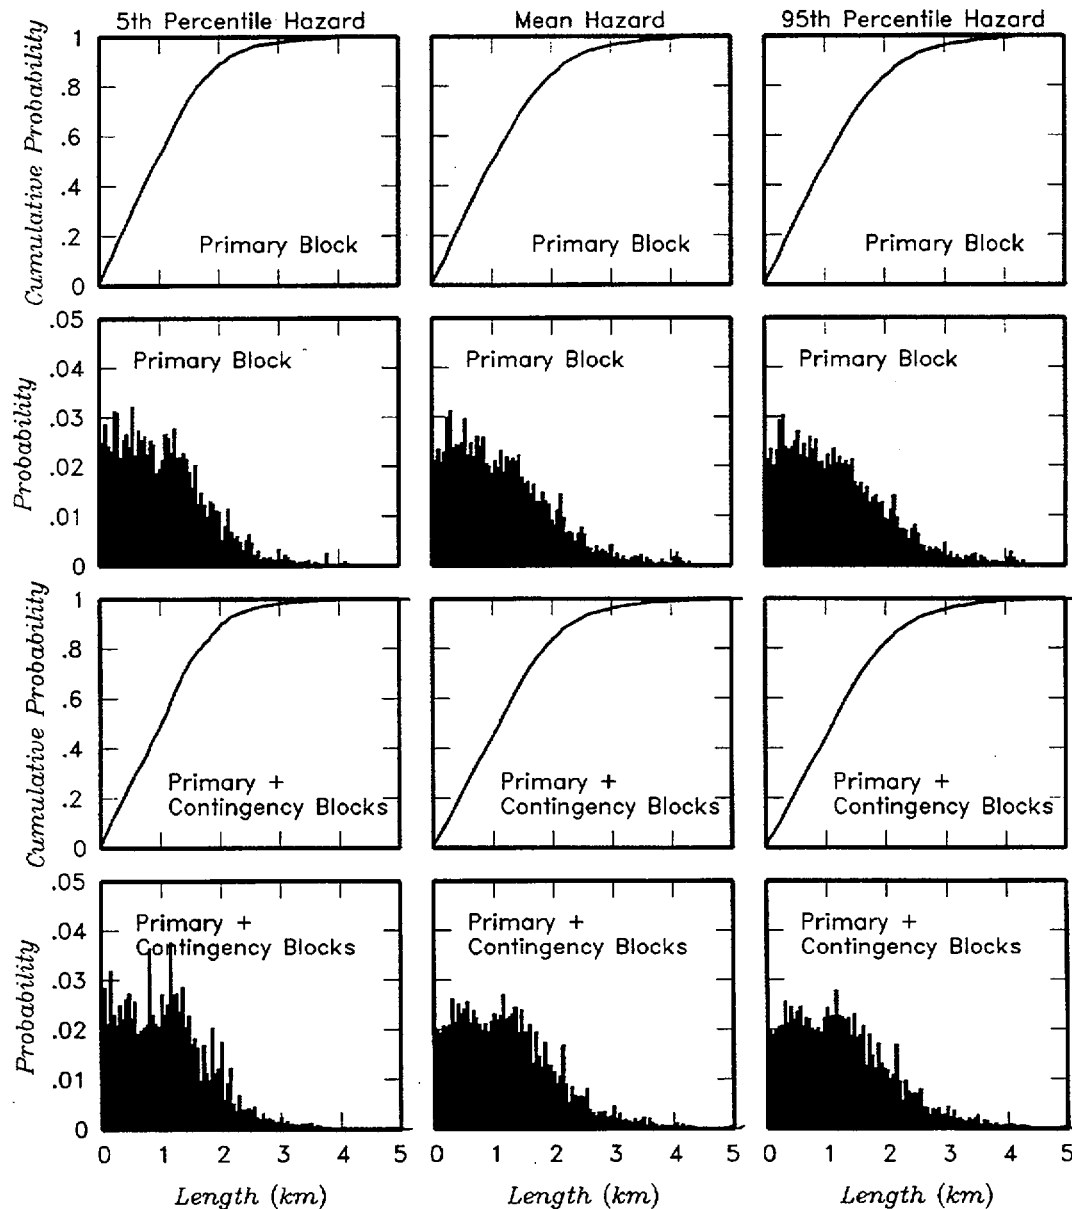 5th Percentile Hazard Mean Hazard 95th Percentile Hazard
Cumulative Probability
1
.8
.6
.4
.2
0
Primary Block Primary Block Primary Block
Probability
.05
.04
.03
.02
.01
0
Primary Block Primary Block Primary Block
Cumulative Probability
1
.8
.6
.4
.2
0
Primary + Primary + Primary +
Contingency Blocks Contingency Blocks Contingency Blocks
Probability
.05
.04
.03
.02
.01
0
Primary + Primary + Primary +
Contingency Blocks Contingency Blocks Contingency Blocks
0 1 2 3 4 5 0 1 2 3 4 5 0 1 2 3 4 5
Length (km) Length (km) Length (km)